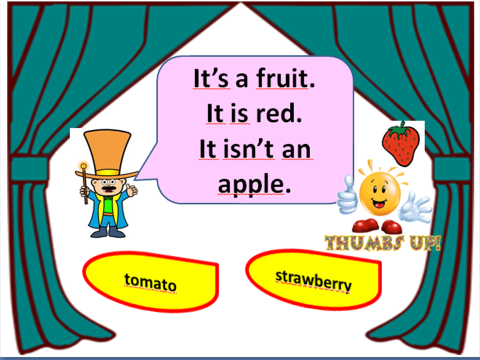 It's a fruit.
It is red.
It isn't an
apple.
THUMBS UP!
tomato
strawberry